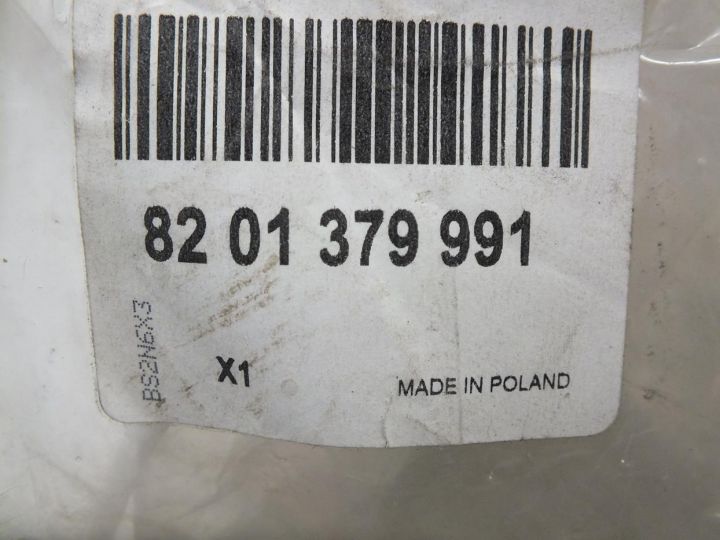 82 01 379 991
BS2N6X3
X1
MADE IN POLAND